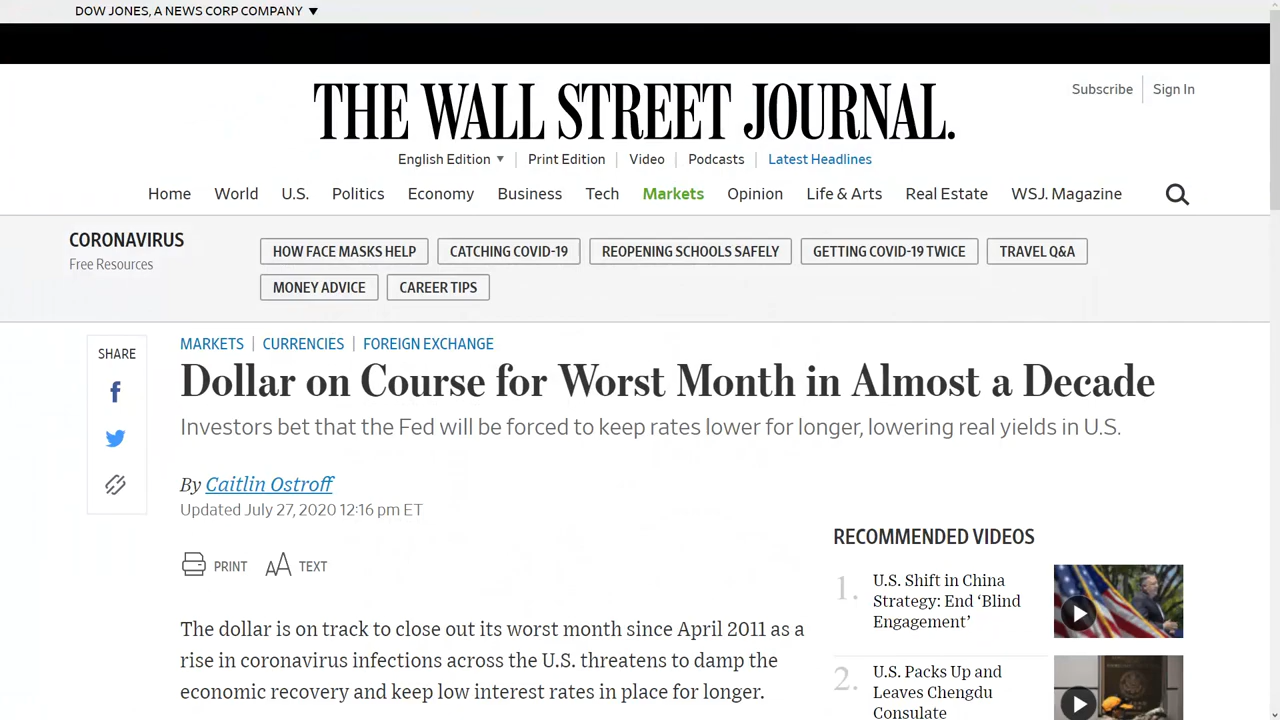 DOW JONES, A NEWS CORP COMPANY
THE WALL STREET JOURNAL.
Subscribe Sign In
English Edition Print Edition Video Podcasts Latest Headlines
Home World U.S. Politics Economy Business Tech Markets Opinion Life & Arts Real Estate WSJ. Magazine
CORONAVIRUS
Free Resources
HOW FACE MASKS HELP CATCHING COVID-19 REOPENING SCHOOLS SAFELY GETTING COVID-19 TWICE TRAVEL Q&A
MONEY ADVICE CAREER TIPS
SHARE
MARKETS | CURRENCIES | FOREIGN EXCHANGE
Dollar on Course for Worst Month in Almost a Decade
Investors bet that the Fed will be forced to keep rates lower for longer, lowering real yields in U.S.
By Caitlin Ostroff
Updated July 27, 2020 12:16 pm ET
PRINT AA TEXT
The dollar is on track to close out its worst month since April 2011 as a
rise in coronavirus infections across the U.S. threatens to damp the
economic recovery and keep low interest rates in place for longer.
RECOMMENDED VIDEOS
1. U.S. Shift in China
Strategy: End ‘Blind
Engagement’
2. U.S. Packs Up and
Leaves Chengdu
Consulate